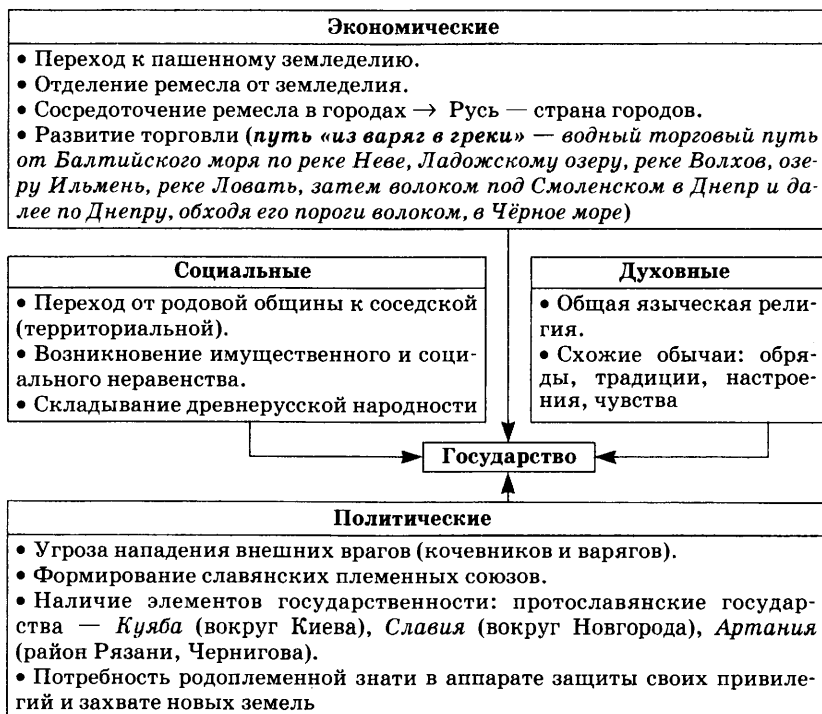 Экономические
• Переход к пашенному земледелию.
• Отделение ремесла от земледелия.
• Сосредоточение ремесла в городах → Русь — страна городов.
• Развитие торговли (путь «из варяг в греки» — водный торговый путь
от Балтийского моря по реке Неве, Ладожскому озеру, реке Волхов, озе-
ру Ильмень, реке Ловать, затем волоком под Смоленском в Днепр и да-
лее по Днепру, обходя его пороги волоком, в Чёрное море)
Социальные
• Переход от родовой общины к соседской
(территориальной).
• Возникновение имущественного и соци-
ального неравенства.
• Складывание древнерусской народности
Духовные
• Общая языческая рели-
гия.
• Схожие обычаи: обря-
ды, традиции, настрое-
ния, чувства
Государство
Политические
• Угроза нападения внешних врагов (кочевников и варягов).
• Формирование славянских племенных союзов.
• Наличие элементов государственности: протославянские государ-
ства — Куяба (вокруг Киева), Славия (вокруг Новгорода), Артания
(район Рязани, Чернигова).
• Потребность родоплеменной знати в аппарате защиты своих привиле-
гий и захвате новых земель